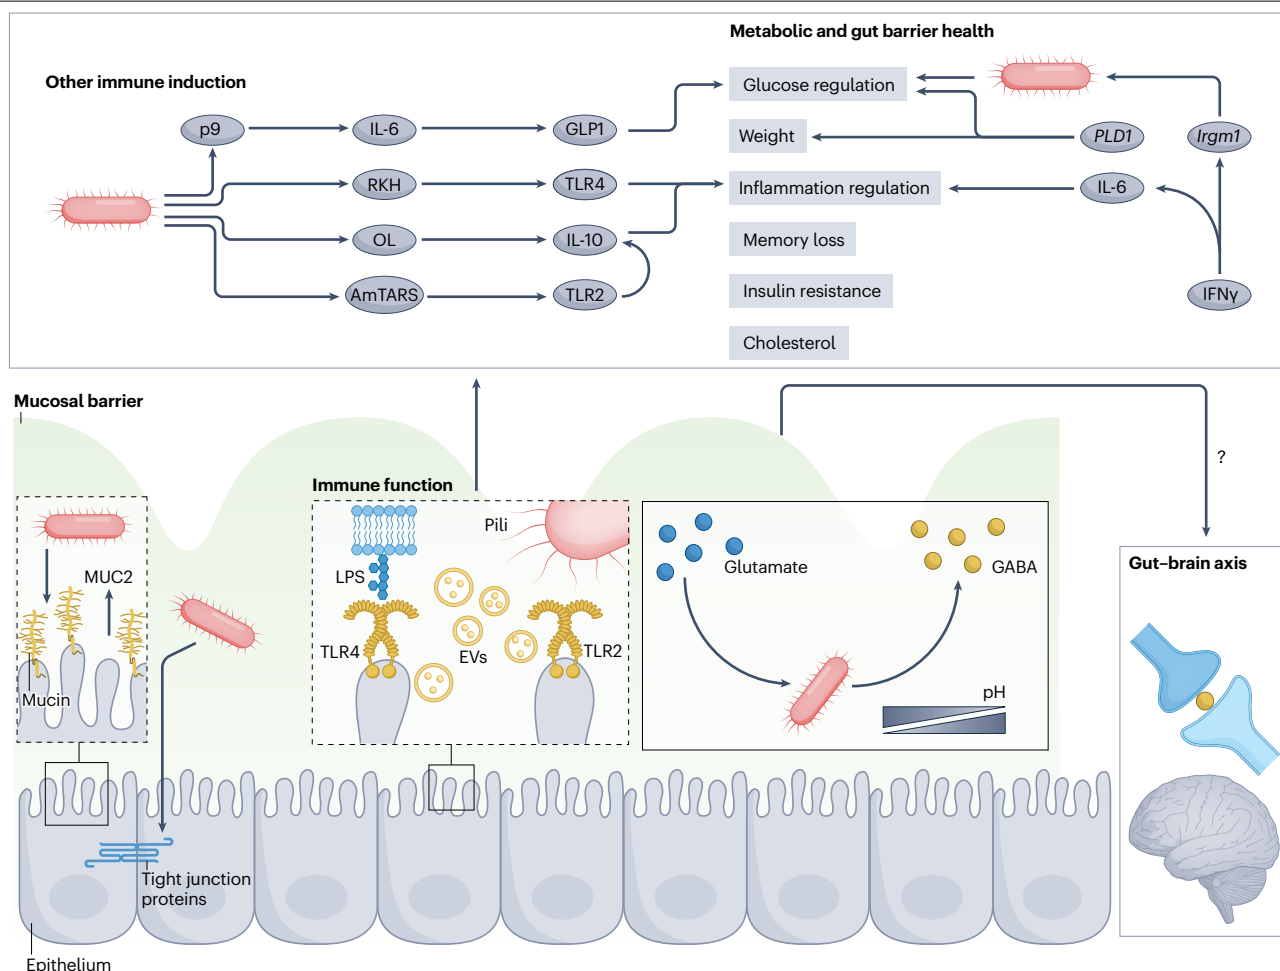 Metabolic and gut barrier health
Other immune induction
Glucose regulation
p9
IL-6
GLP1
Weight
PLD1
Irgm1
RKH
TLR4
Inflammation regulation
IL-6
OL
IL-10
Memory loss
AmTARS
TLR2
Insulin resistance
IFNγ
Cholesterol
Mucosal barrier
?
Immune function
Pili
Gut–brain axis
LPS
MUC2
Glutamate
GABA
TLR4
EVs
TLR2
Mucin
pH
Tight junction
proteins
Epithelium